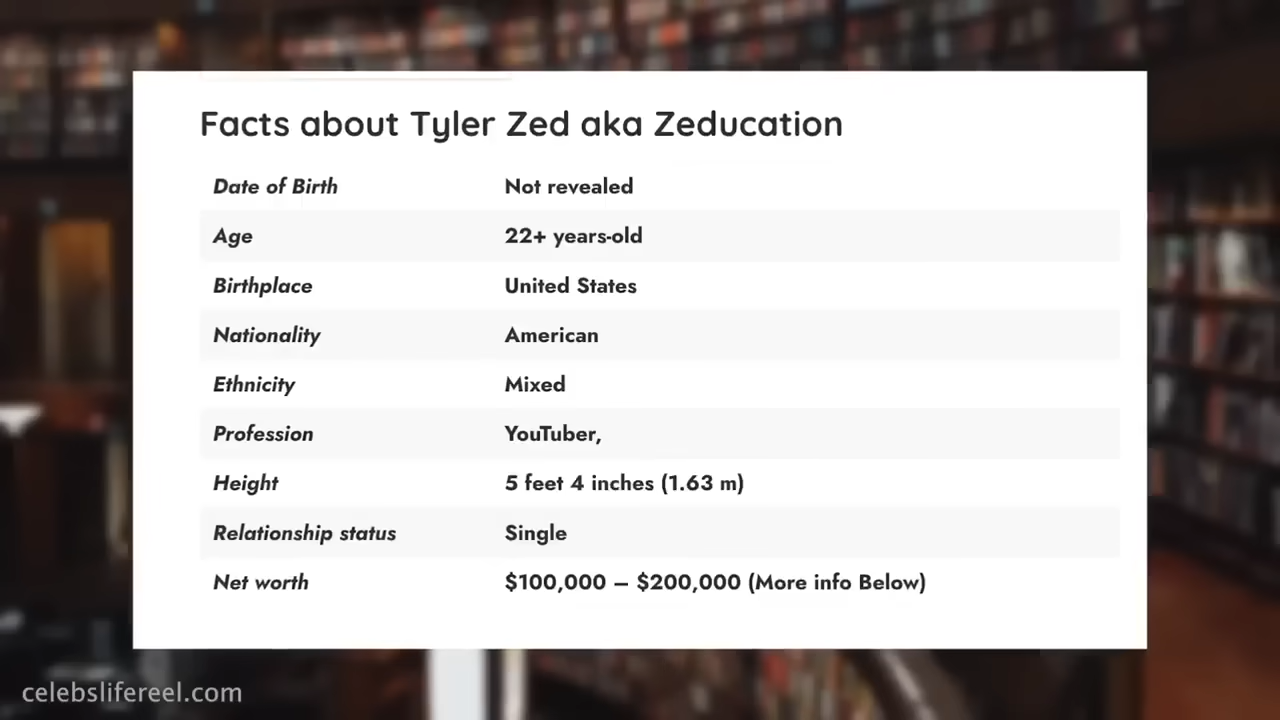 Facts about Tyler Zed aka Zeducation
Date of Birth Not revealed
Age 22+ years-old
Birthplace United States
Nationality American
Ethnicity Mixed
Profession YouTuber,
Height 5 feet 4 inches (1.63 m)
Relationship status Single
Net worth $100,000 – $200,000 (More info Below)
celebslifereel.com